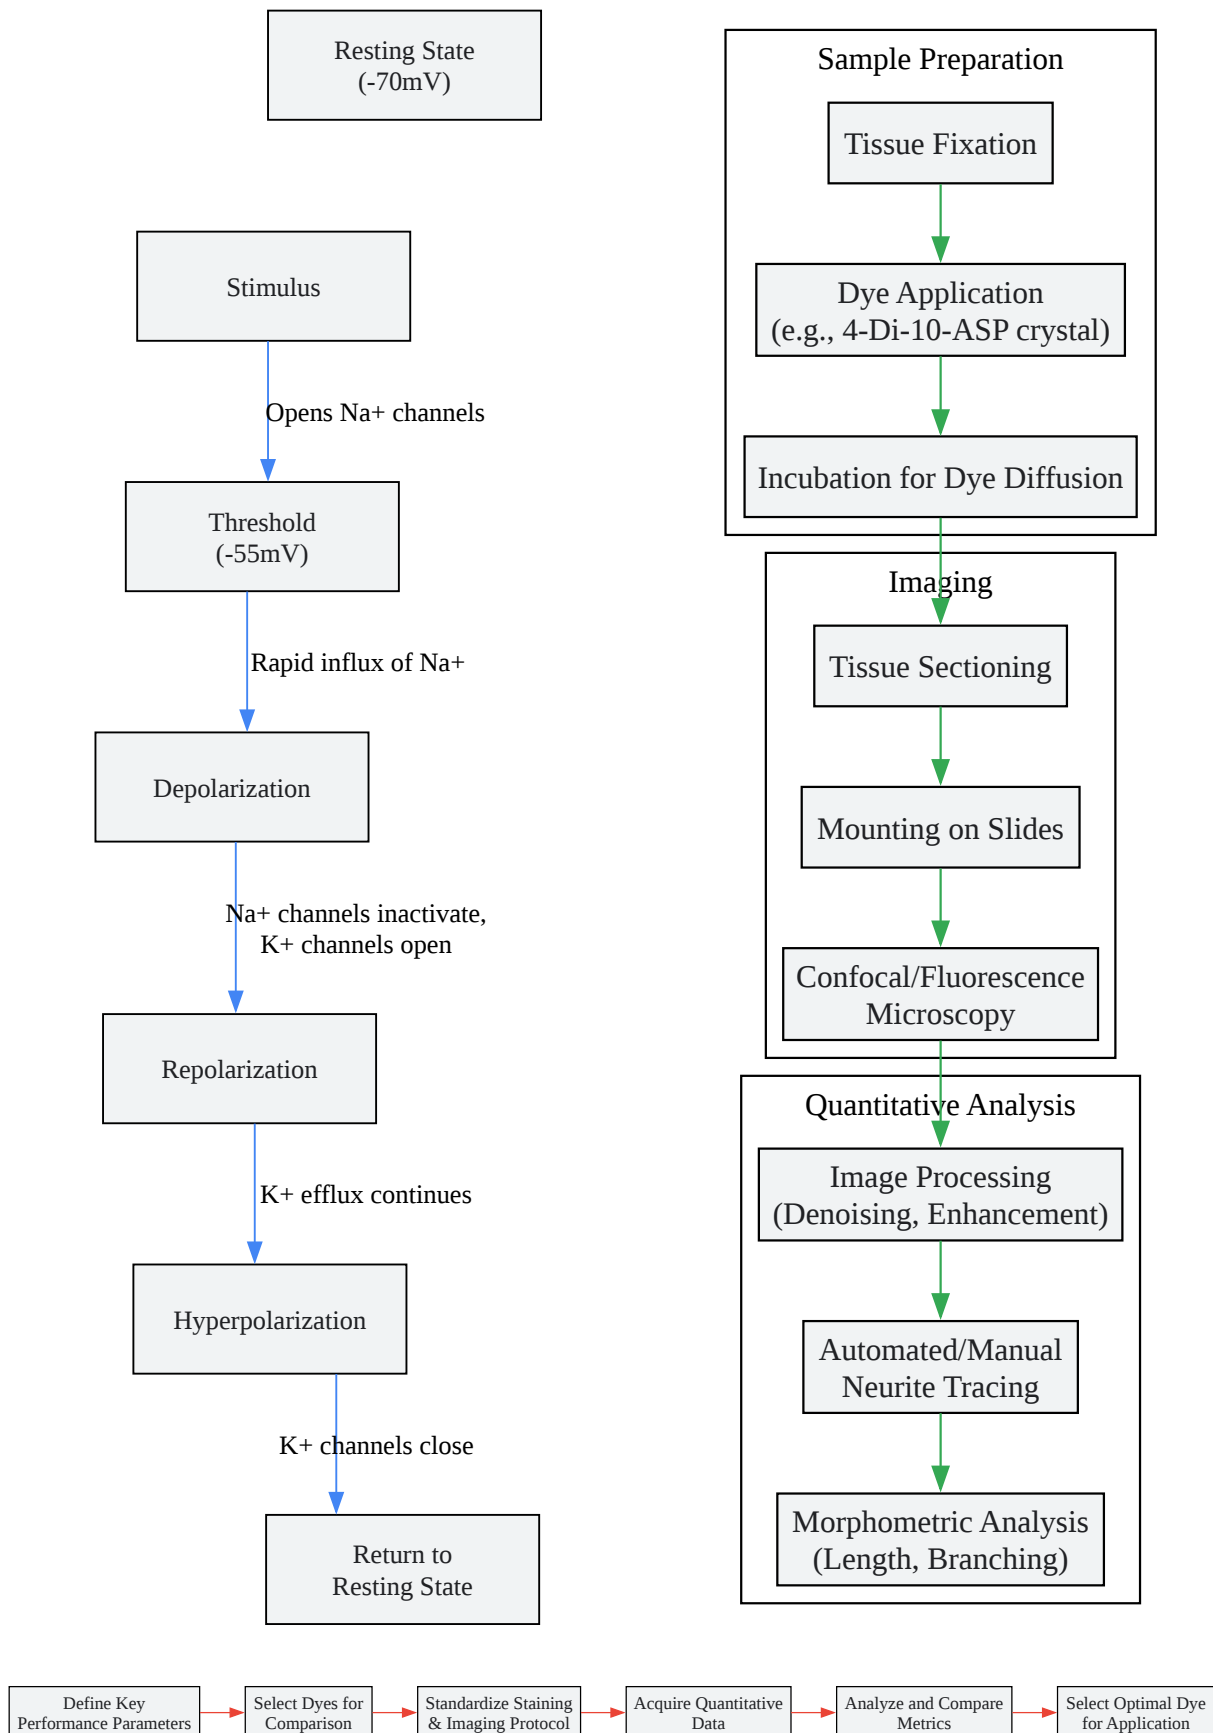 Resting State
(-70mV)
Stimulus
Opens Na+ channels
Threshold
(-55mV)
Rapid influx of Na+
Depolarization
Na+ channels inactivate,
K+ channels open
Repolarization
K+ efflux continues
Hyperpolarization
K+ channels close
Return to
Resting State
Sample Preparation
Tissue Fixation
Dye Application
(e.g., 4-Di-10-ASP crystal)
Incubation for Dye Diffusion
Imaging
Tissue Sectioning
Mounting on Slides
Confocal/Fluorescence
Microscopy
Quantitative Analysis
Image Processing
(Denoising, Enhancement)
Automated/Manual
Neurite Tracing
Morphometric Analysis
(Length, Branching)
Define Key
Performance Parameters
Select Dyes for
Comparison
Standardize Staining
& Imaging Protocol
Acquire Quantitative
Data
Analyze and Compare
Metrics
Select Optimal Dye
for Application